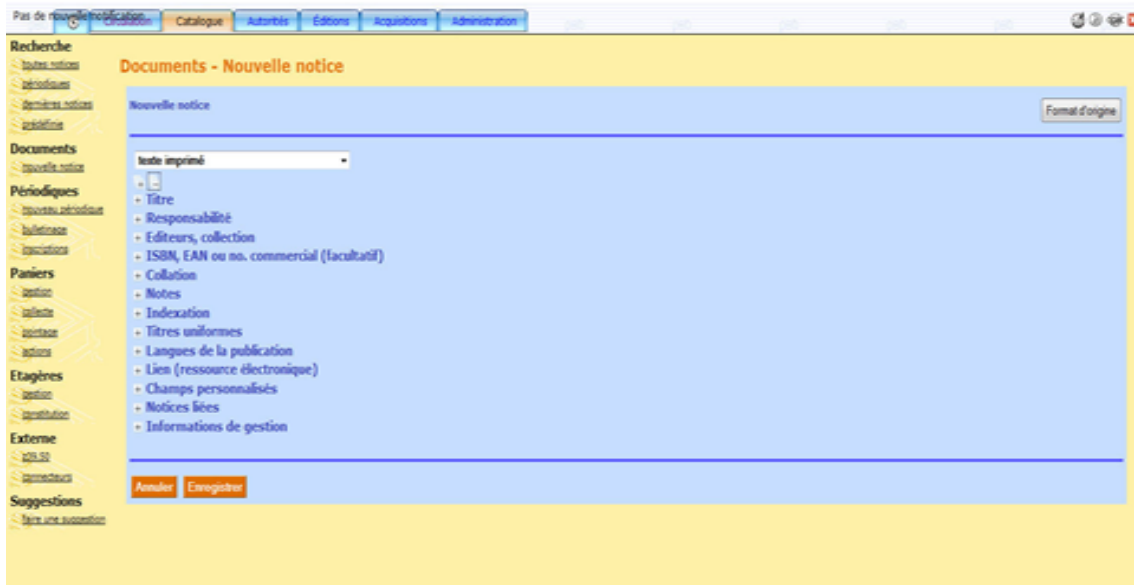 Pas de nouvelle notification
Circulation Catalogue Autorités Éditions Acquisitions Administration
Recherche
toutes notices
périodiques
dernières notices
prédéfinie
Documents
nouvelle notice
Périodiques
nouveau périodique
bulletinage
inscriptions
Paniers
gestion
collecte
pointage
actions
Etagères
gestion
constitution
Externe
z39.50
connecteurs
Suggestions
faire une suggestion
Documents - Nouvelle notice
Nouvelle notice
Format d'origine
texte imprimé
+ -
+ Titre
+ Responsabilité
+ Editeurs, collection
+ ISBN, EAN ou no. commercial (facultatif)
+ Collation
+ Notes
+ Indexation
+ Titres uniformes
+ Langues de la publication
+ Lien (ressource électronique)
+ Champs personnalisés
+ Notices liées
+ Informations de gestion
Annuler Enregistrer